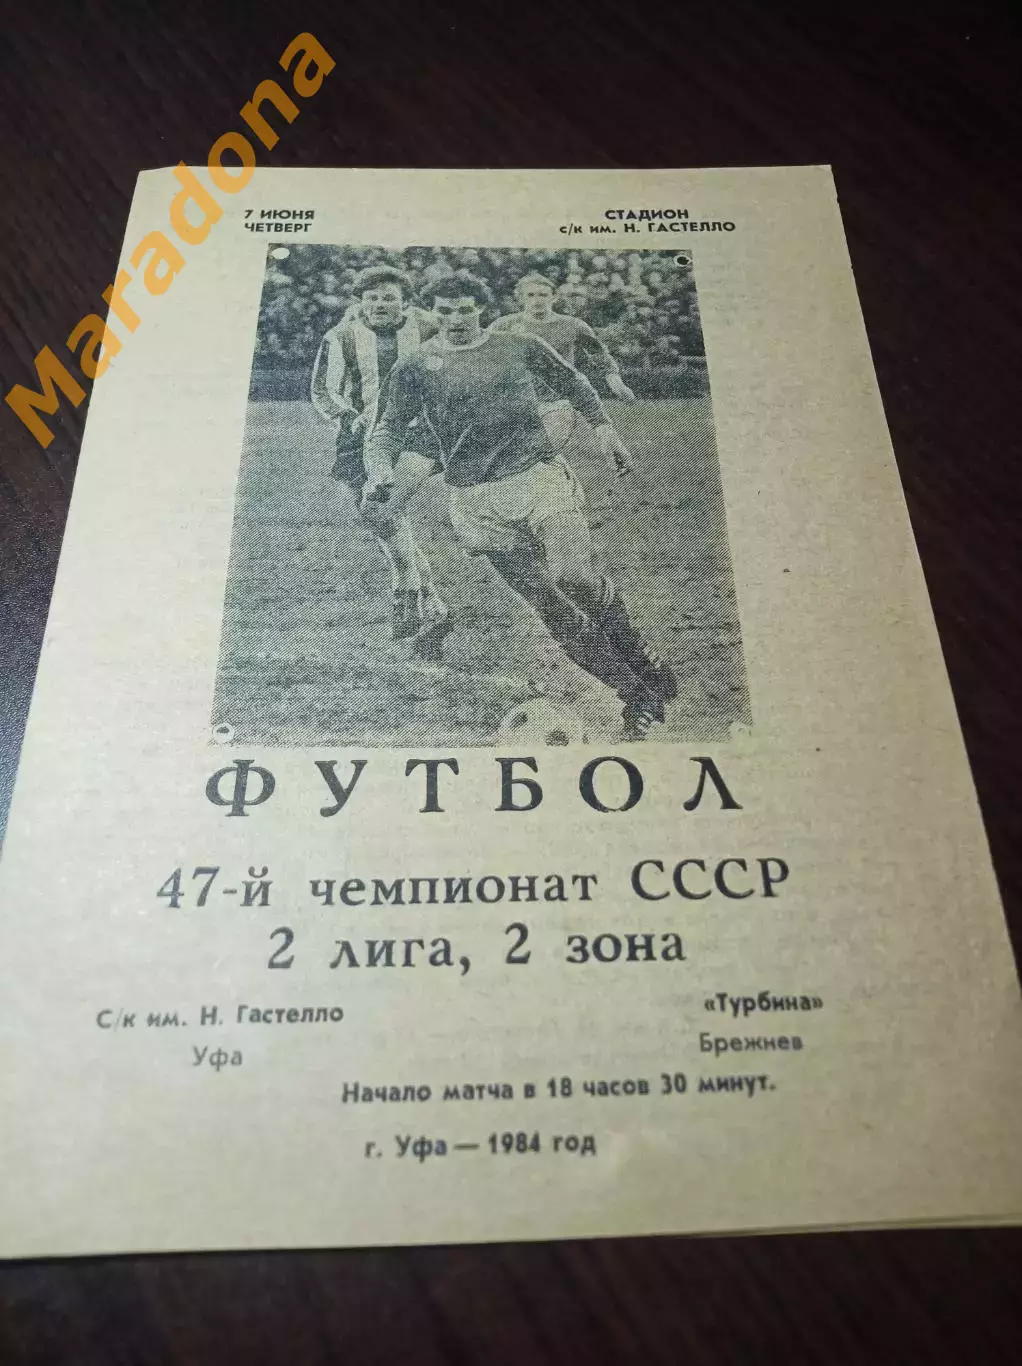 Maradona
7 ИЮНЯ
ЧЕТВЕРГ
СТАДИОН
с/к им. Н. ГАСТЕЛЛО
ФУТБОЛ
47-й чемпионат СССР
2 лига, 2 зона
С/к им. Н. Гастелло
Уфа
«Турбина»
Брежнев
Начало матча в 18 часов 30 минут.
г. Уфа — 1984 год